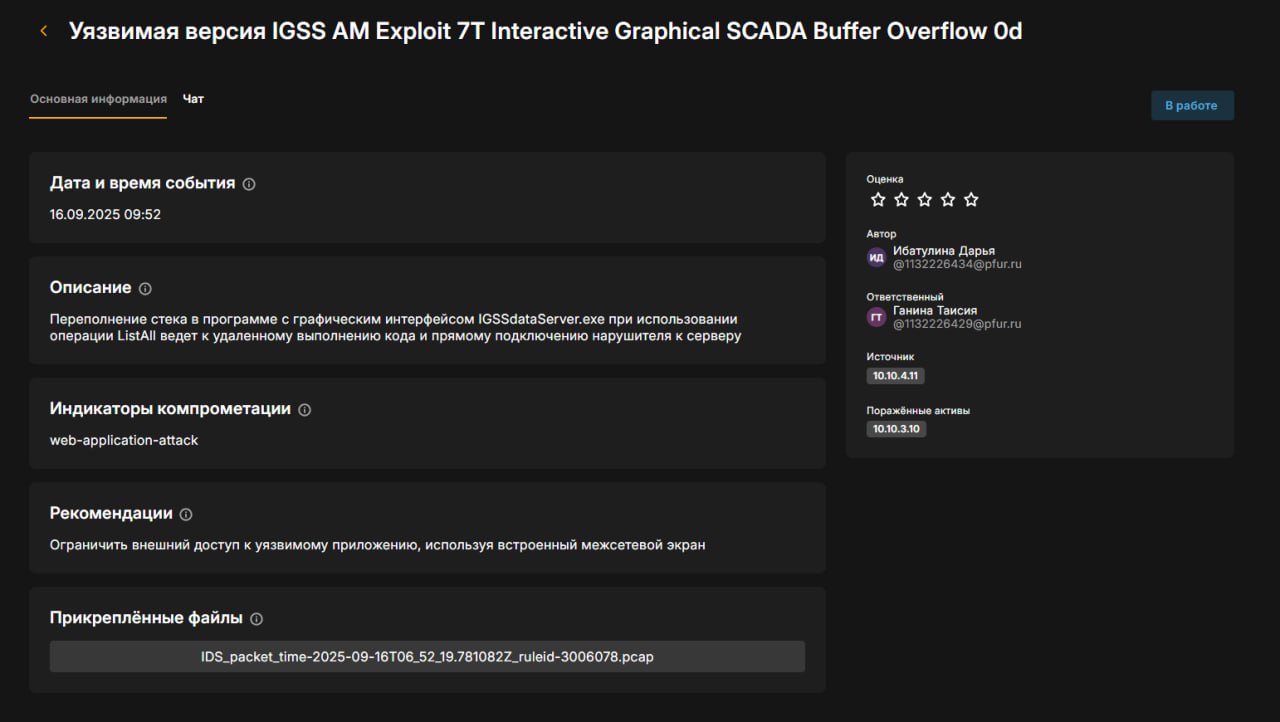 Уязвимая версия IGSS AM Exploit 7T Interactive Graphical SCADA Buffer Overflow 0d
Основная информация
Чат
В работе
Дата и время события
16.09.2025 09:52
Описание
Переполнение стека в программе с графическим интерфейсом IGSSdataServer.exe при использовании
операции ListAll ведет к удаленному выполнению кода и прямому подключению нарушителя к серверу
Индикаторы компрометации
web-application-attack
Рекомендации
Ограничить внешний доступ к уязвимому приложению, используя встроенный межсетевой экран
Прикреплённые файлы
IDS_packet_time-2025-09-16T06_52_19.781082Z_ruleid-3006078.pcap
Оценка
Автор
ИД
Ибатулина Дарья
@1132226434@pfur.ru
Ответственный
ГТ
Ганина Таисия
@1132226429@pfur.ru
Источник
10.10.4.11
Поражённые активы
10.10.3.10